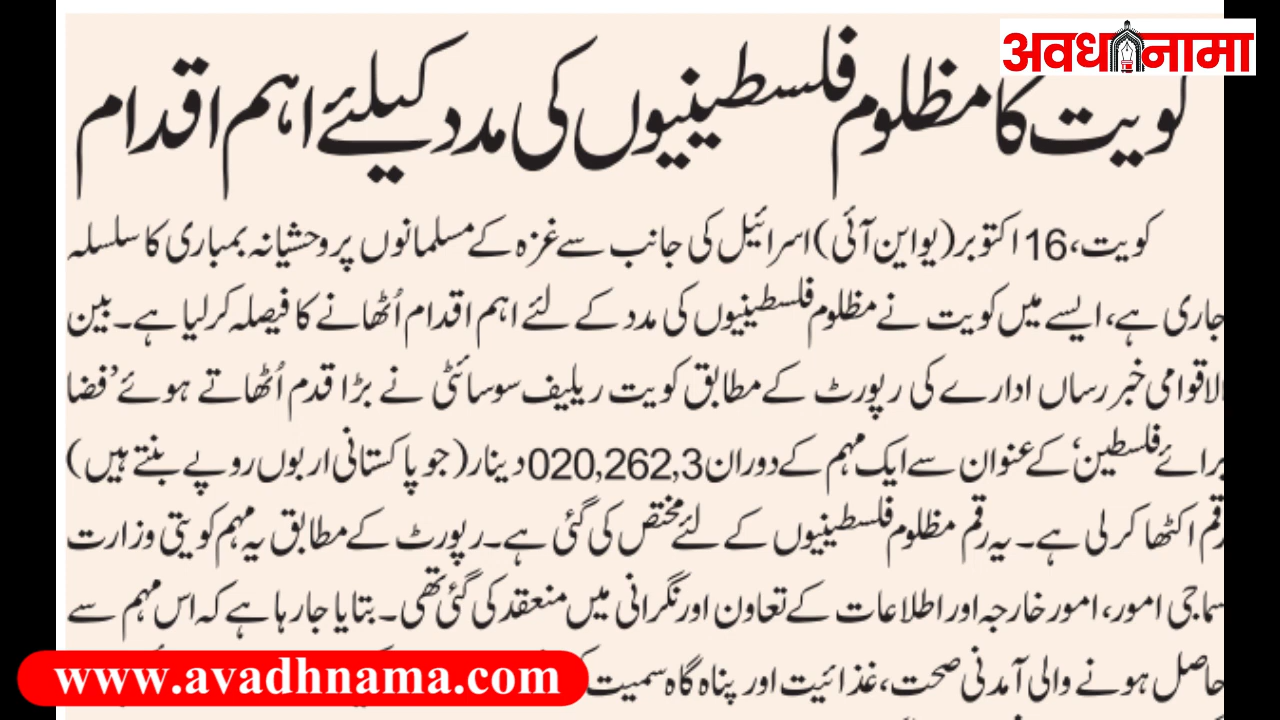 अवधनामा
کویت کا مظلوم فلسطینیوں کی مدد کیلئے اہم اقدام
کویت، 16 اکتوبر (یو این آئی) اسرائیل کی جانب سے غزہ کے مسلمانوں پر وحشیانہ بمباری کا سلسلہ
جاری ہے، ایسے میں کویت نے مظلوم فلسطینیوں کی مدد کے لئے اہم اقدام اُٹھانے کا فیصلہ کرلیا ہے۔ بین
الاقوامی خبر رساں ادارے کی رپورٹ کے مطابق کویت ریلیف سوسائٹی نے بڑا قدم اُٹھاتے ہوئے ’فضا
برائے فلسطین‘ کے عنوان سے ایک مہم کے دوران 020,262,3 دینار (جو پاکستانی اربوں روپے بنتے ہیں)
رقم اکٹھا کرلی ہے۔ یہ رقم مظلوم فلسطینیوں کے لئے مختص کی گئی ہے۔ رپورٹ کے مطابق یہ مہم کویتی وزارت
سماجی امور، امور خارجہ اور اطلاعات کے تعاون اور نگرانی میں منعقد کی گئی تھی۔ بتایا جارہا ہے کہ اس مہم سے
حاصل ہونے والی آمدنی صحت، غذائیت اور پناہ گاہ سمیت
www.avadhnama.com